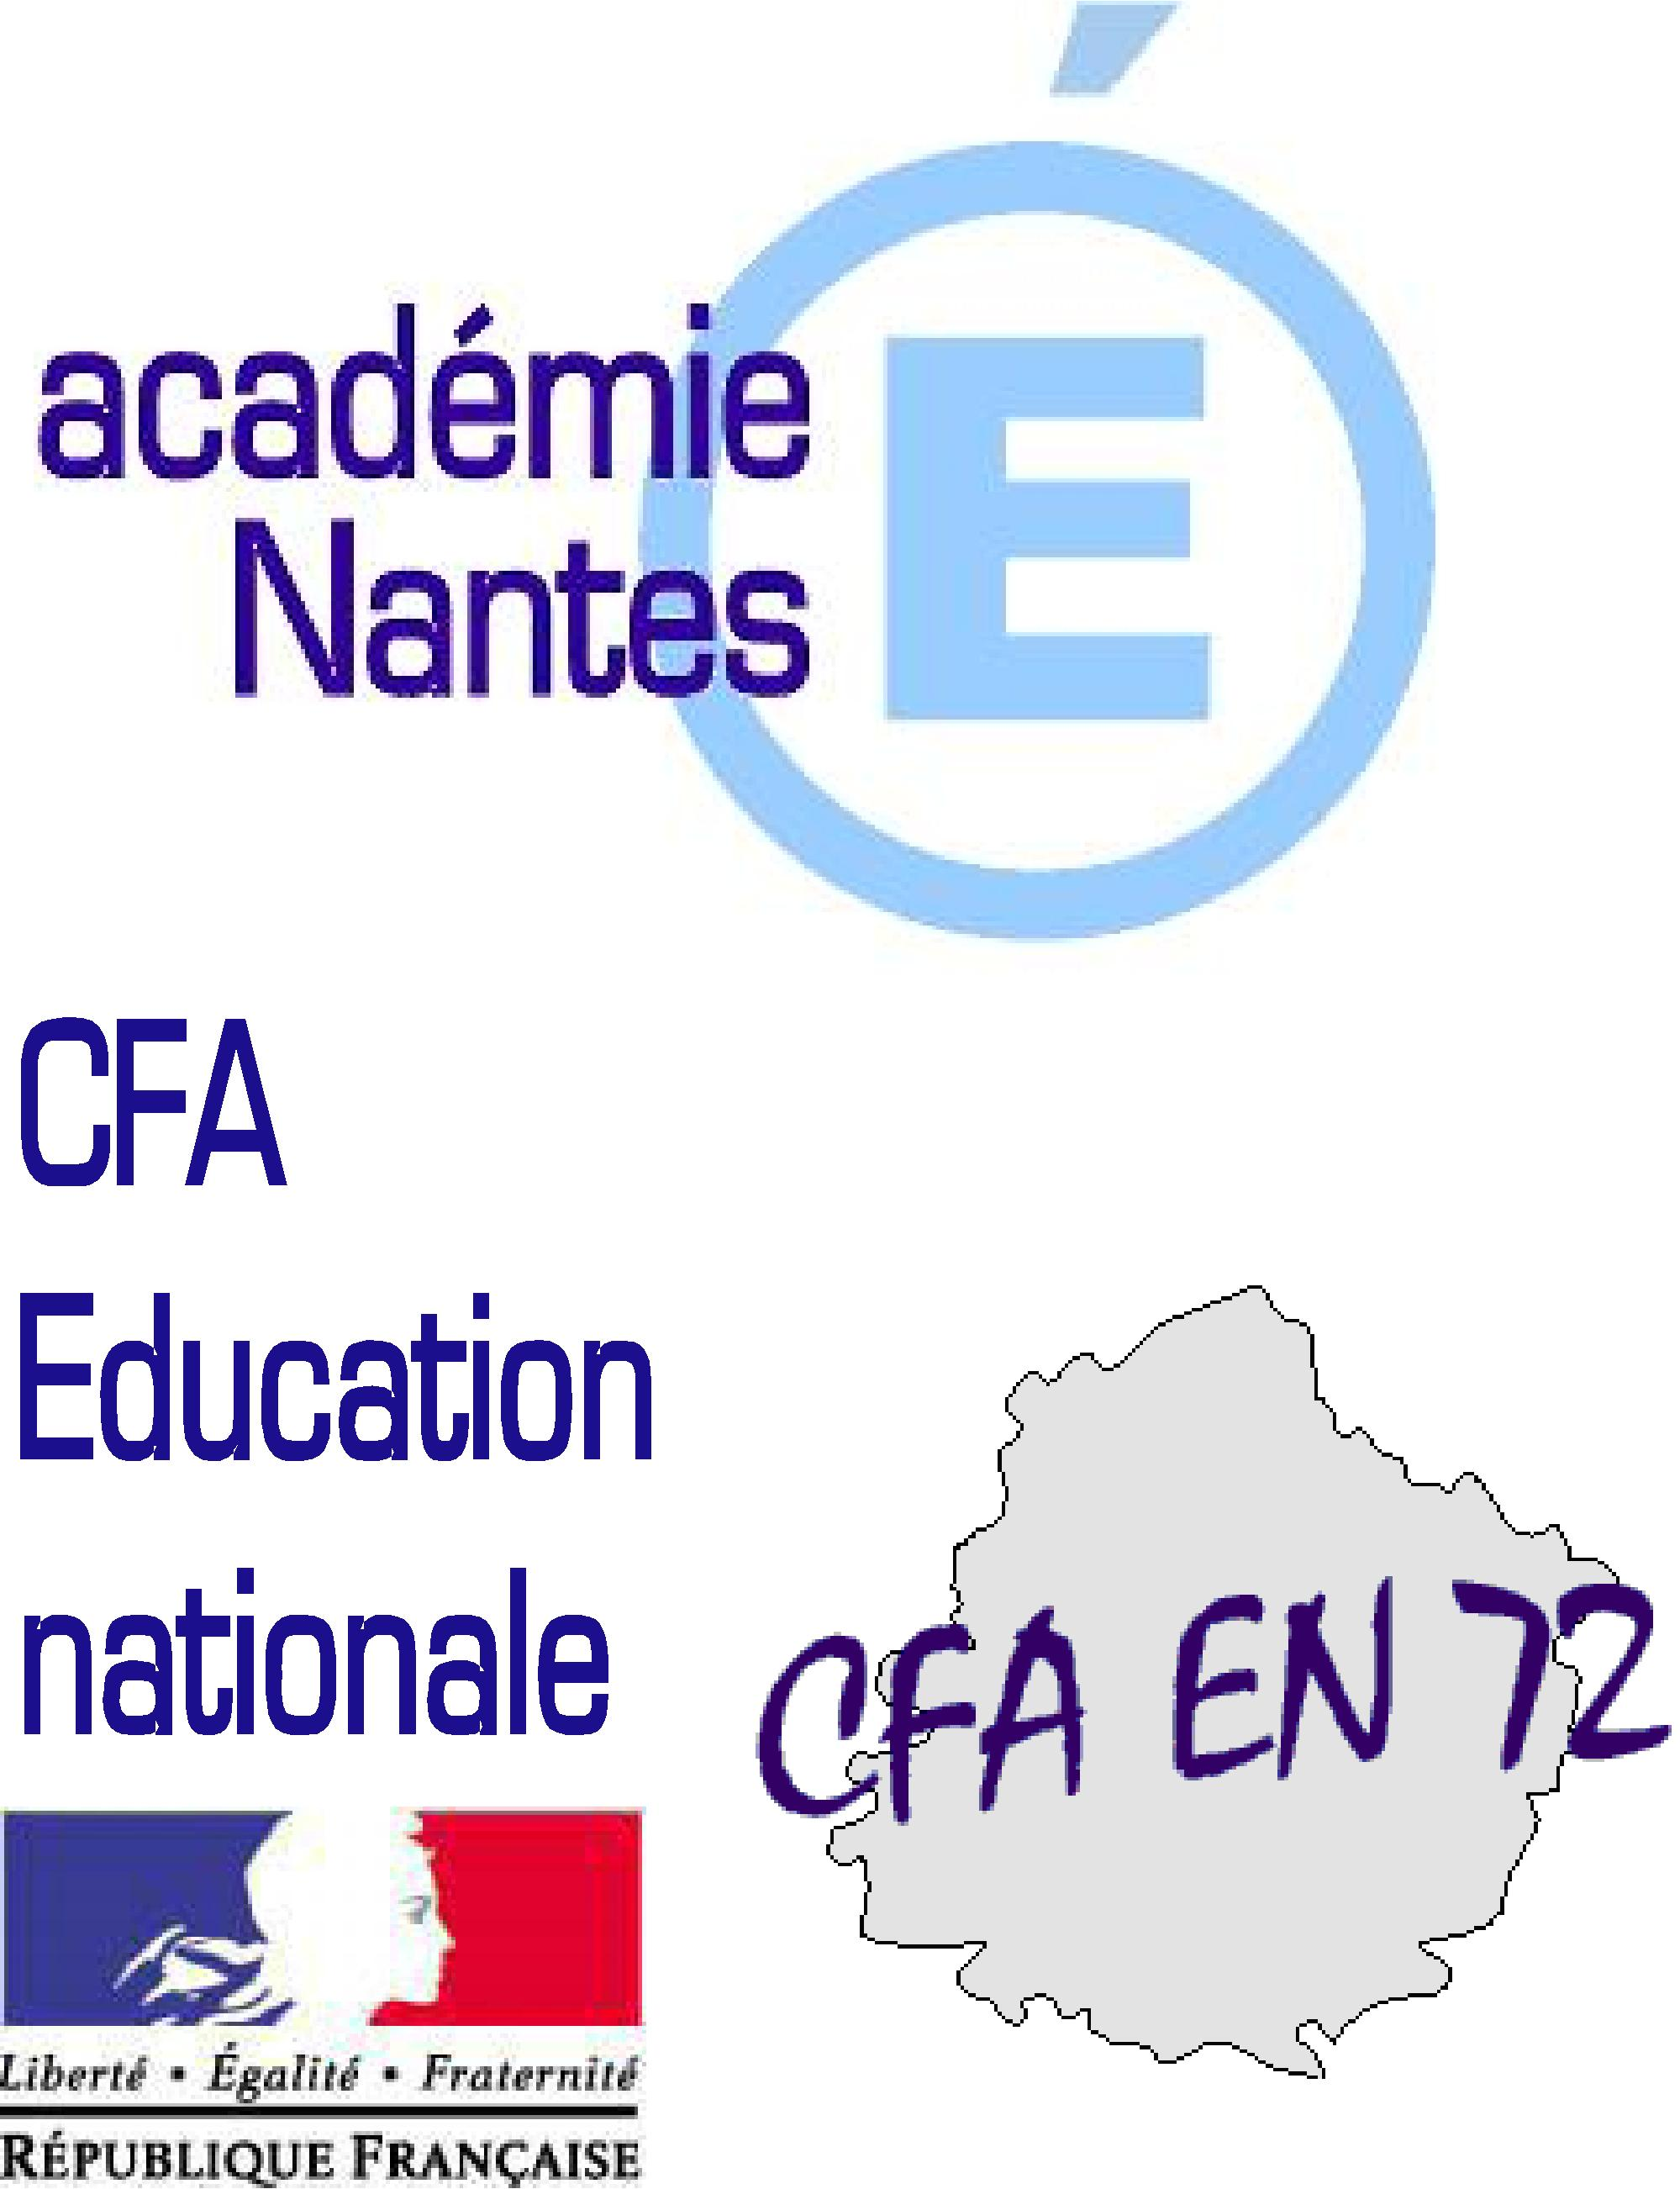 É
académie
Nantes
CFA
Education
nationale
CFA EN 72
Liberté • Égalité • Fraternité
RÉPUBLIQUE FRANÇAISE